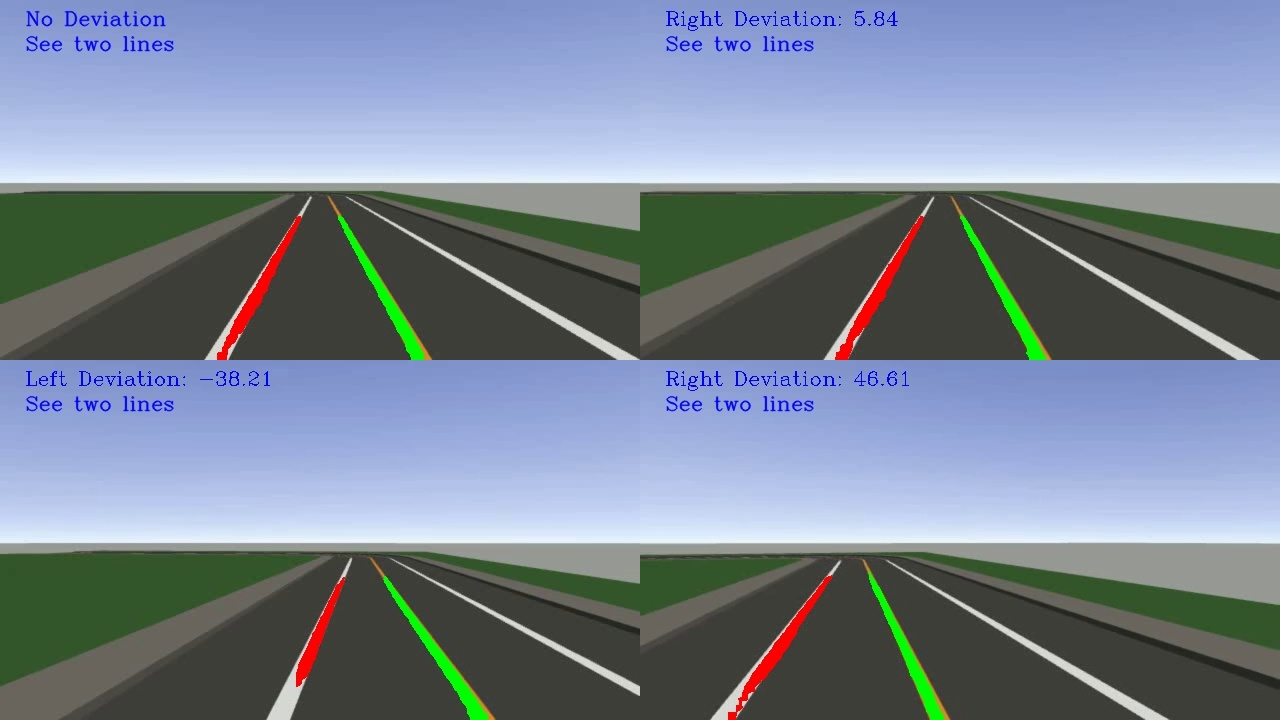 No Deviation
See two lines
Right Deviation: 5.84
See two lines
Left Deviation: −38.21
See two lines
Right Deviation: 46.61
See two lines